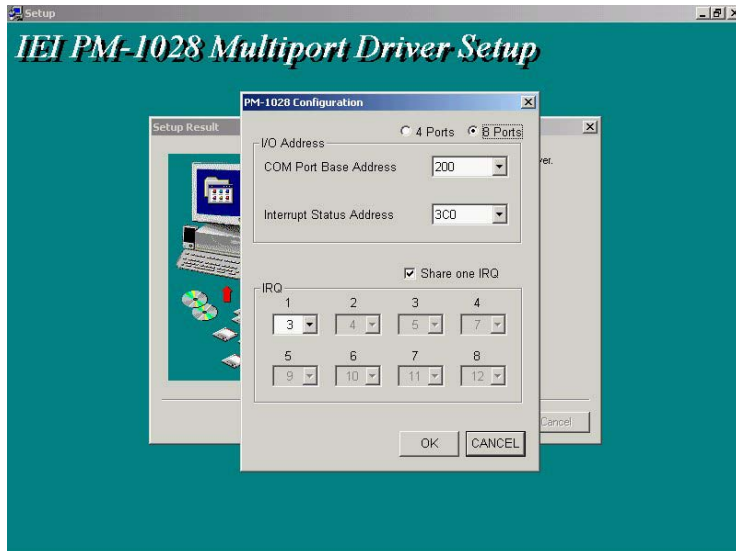 Setup
IEI PM-1028 Multiport Driver Setup
PM-1028 Configuration
Setup Result
4 Ports 8 Ports
ver.
I/O Address
COM Port Base Address 200
Interrupt Status Address 3C0
Share one IRQ
IRQ
1 2 3 4
3 4 5 7
5 6 7 8
9 10 11 12
Cancel
OK CANCEL